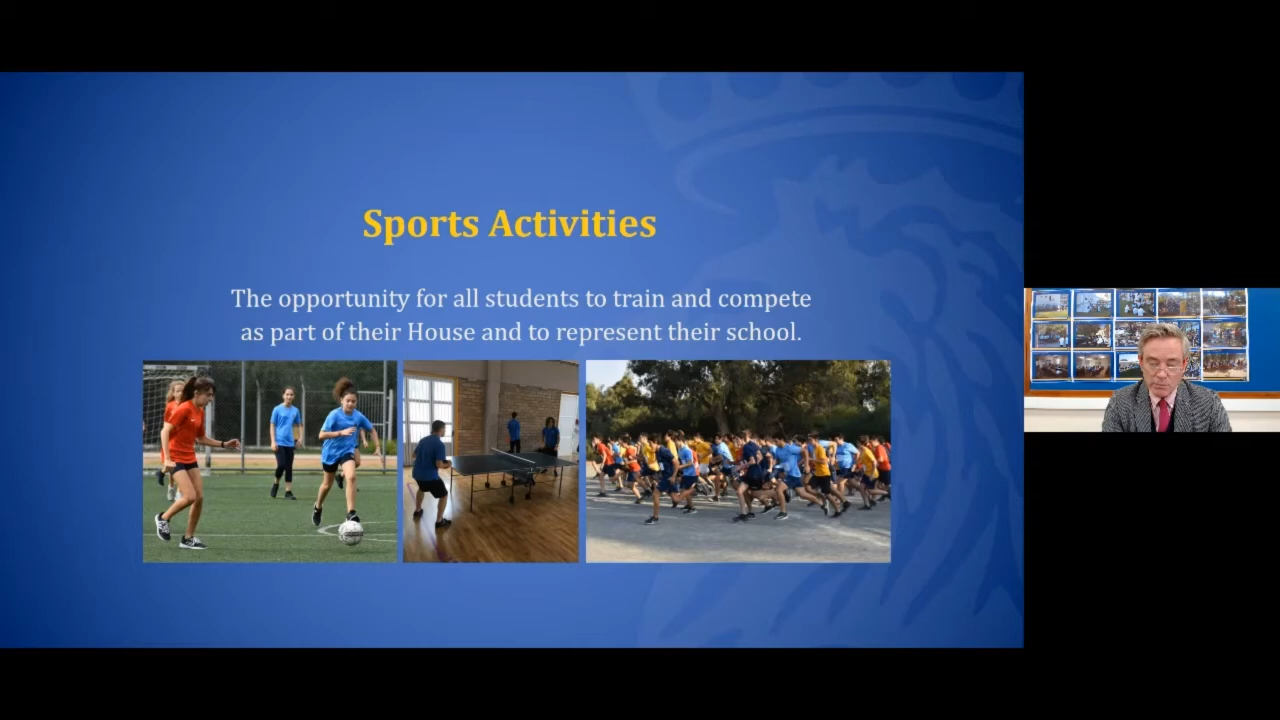 Sports Activities
The opportunity for all students to train and compete
as part of their House and to represent their school.